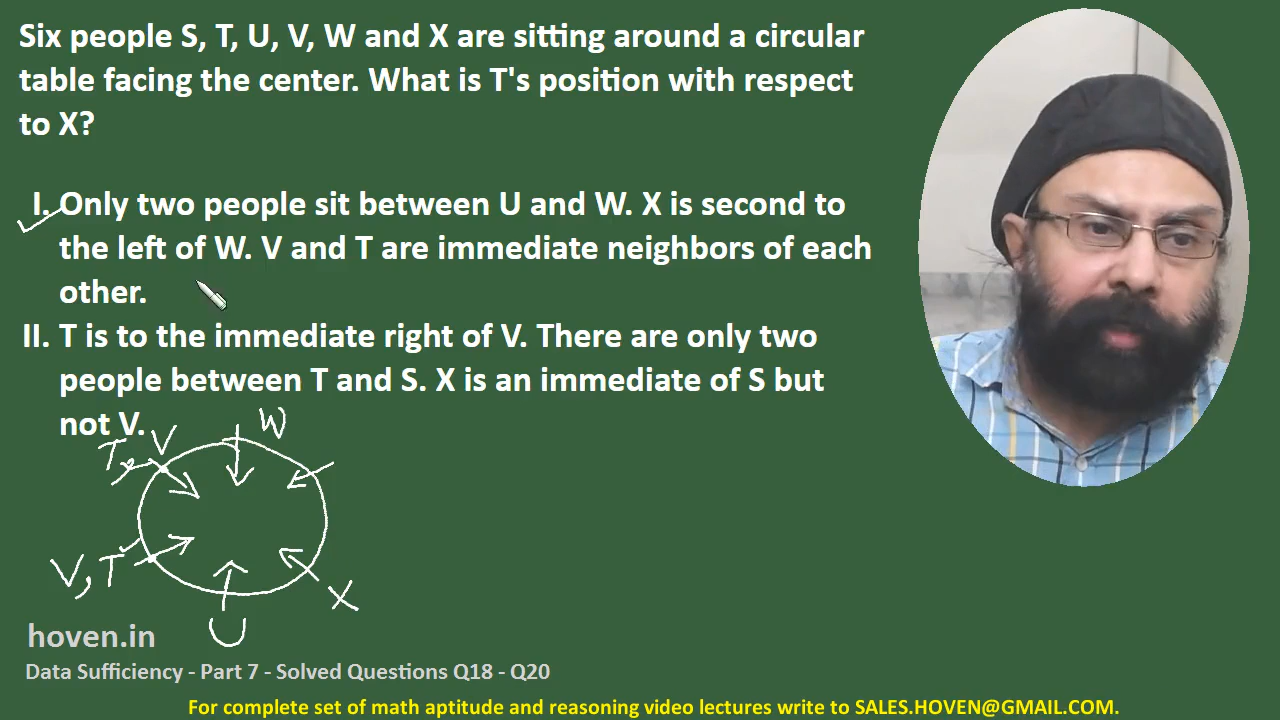 Six people S, T, U, V, W and X are sitting around a circular
table facing the center. What is T's position with respect
to X?
I. Only two people sit between U and W. X is second to
the left of W. V and T are immediate neighbors of each
other.
II. T is to the immediate right of V. There are only two
people between T and S. X is an immediate of S but
not V.
W
T, V
V, T
X
U
hoven.in
Data Sufficiency - Part 7 - Solved Questions Q18 - Q20
For complete set of math aptitude and reasoning video lectures write to SALES.HOVEN@GMAIL.COM.